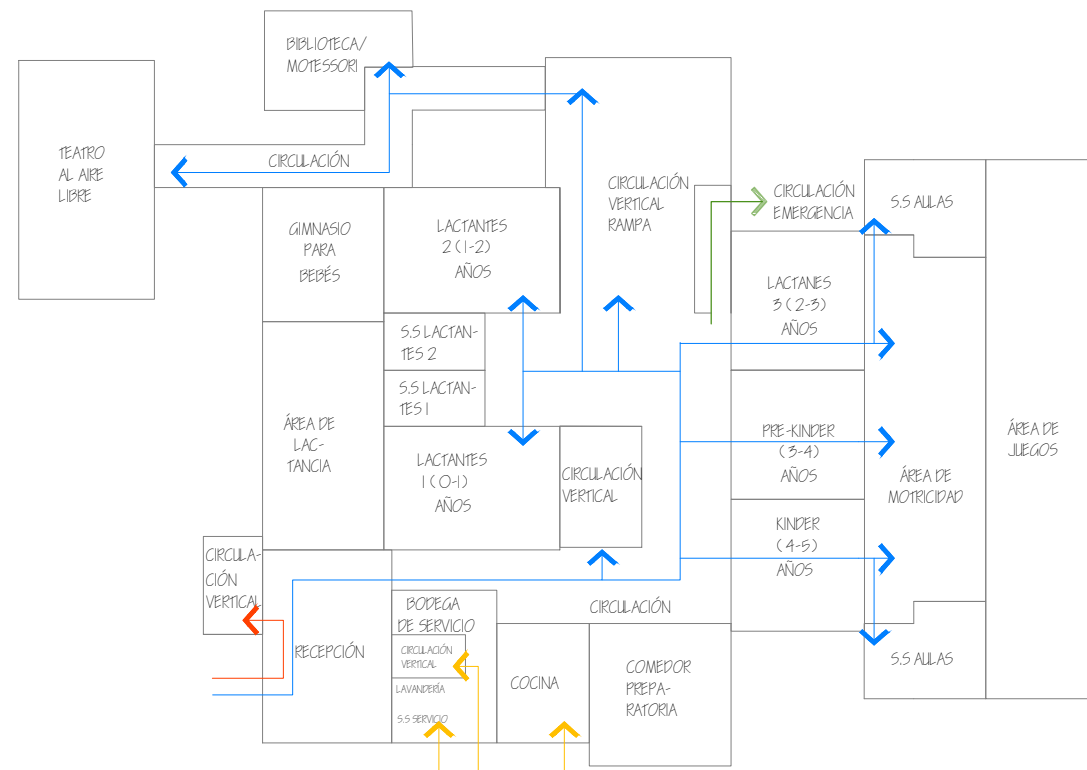 BIBLIOTECA/
MOTESSORI
TEATRO
AL AIRE
LIBRE
CIRCULACIÓN
CIRCULACIÓN
VERTICAL
RAMPA
CIRCULACIÓN
EMERGENCIA
S.S AULAS
GIMNASIO
PARA
BEBÉS
LACTANTES
2 (1-2)
AÑOS
LACTANES
3 (2-3)
AÑOS
S.S LACTAN-
TES 2
S.S LACTAN-
TES 1
ÁREA DE
LAC-
TANCIA
PRE-KINDER
(3-4)
AÑOS
ÁREA DE
MOTRICIDAD
ÁREA DE
JUEGOS
LACTANTES
1 (0-1)
AÑOS
CIRCULACIÓN
VERTICAL
KINDER
(4-5)
AÑOS
CIRCULA-
CIÓN
VERTICAL
BODEGA
DE SERVICIO
CIRCULACIÓN
RECEPCIÓN
CIRCULACIÓN
VERTICAL
LAVANDERÍA
S.S SERVICIO
COCINA
COMEDOR
PREPA-
RATORIA
S.S AULAS